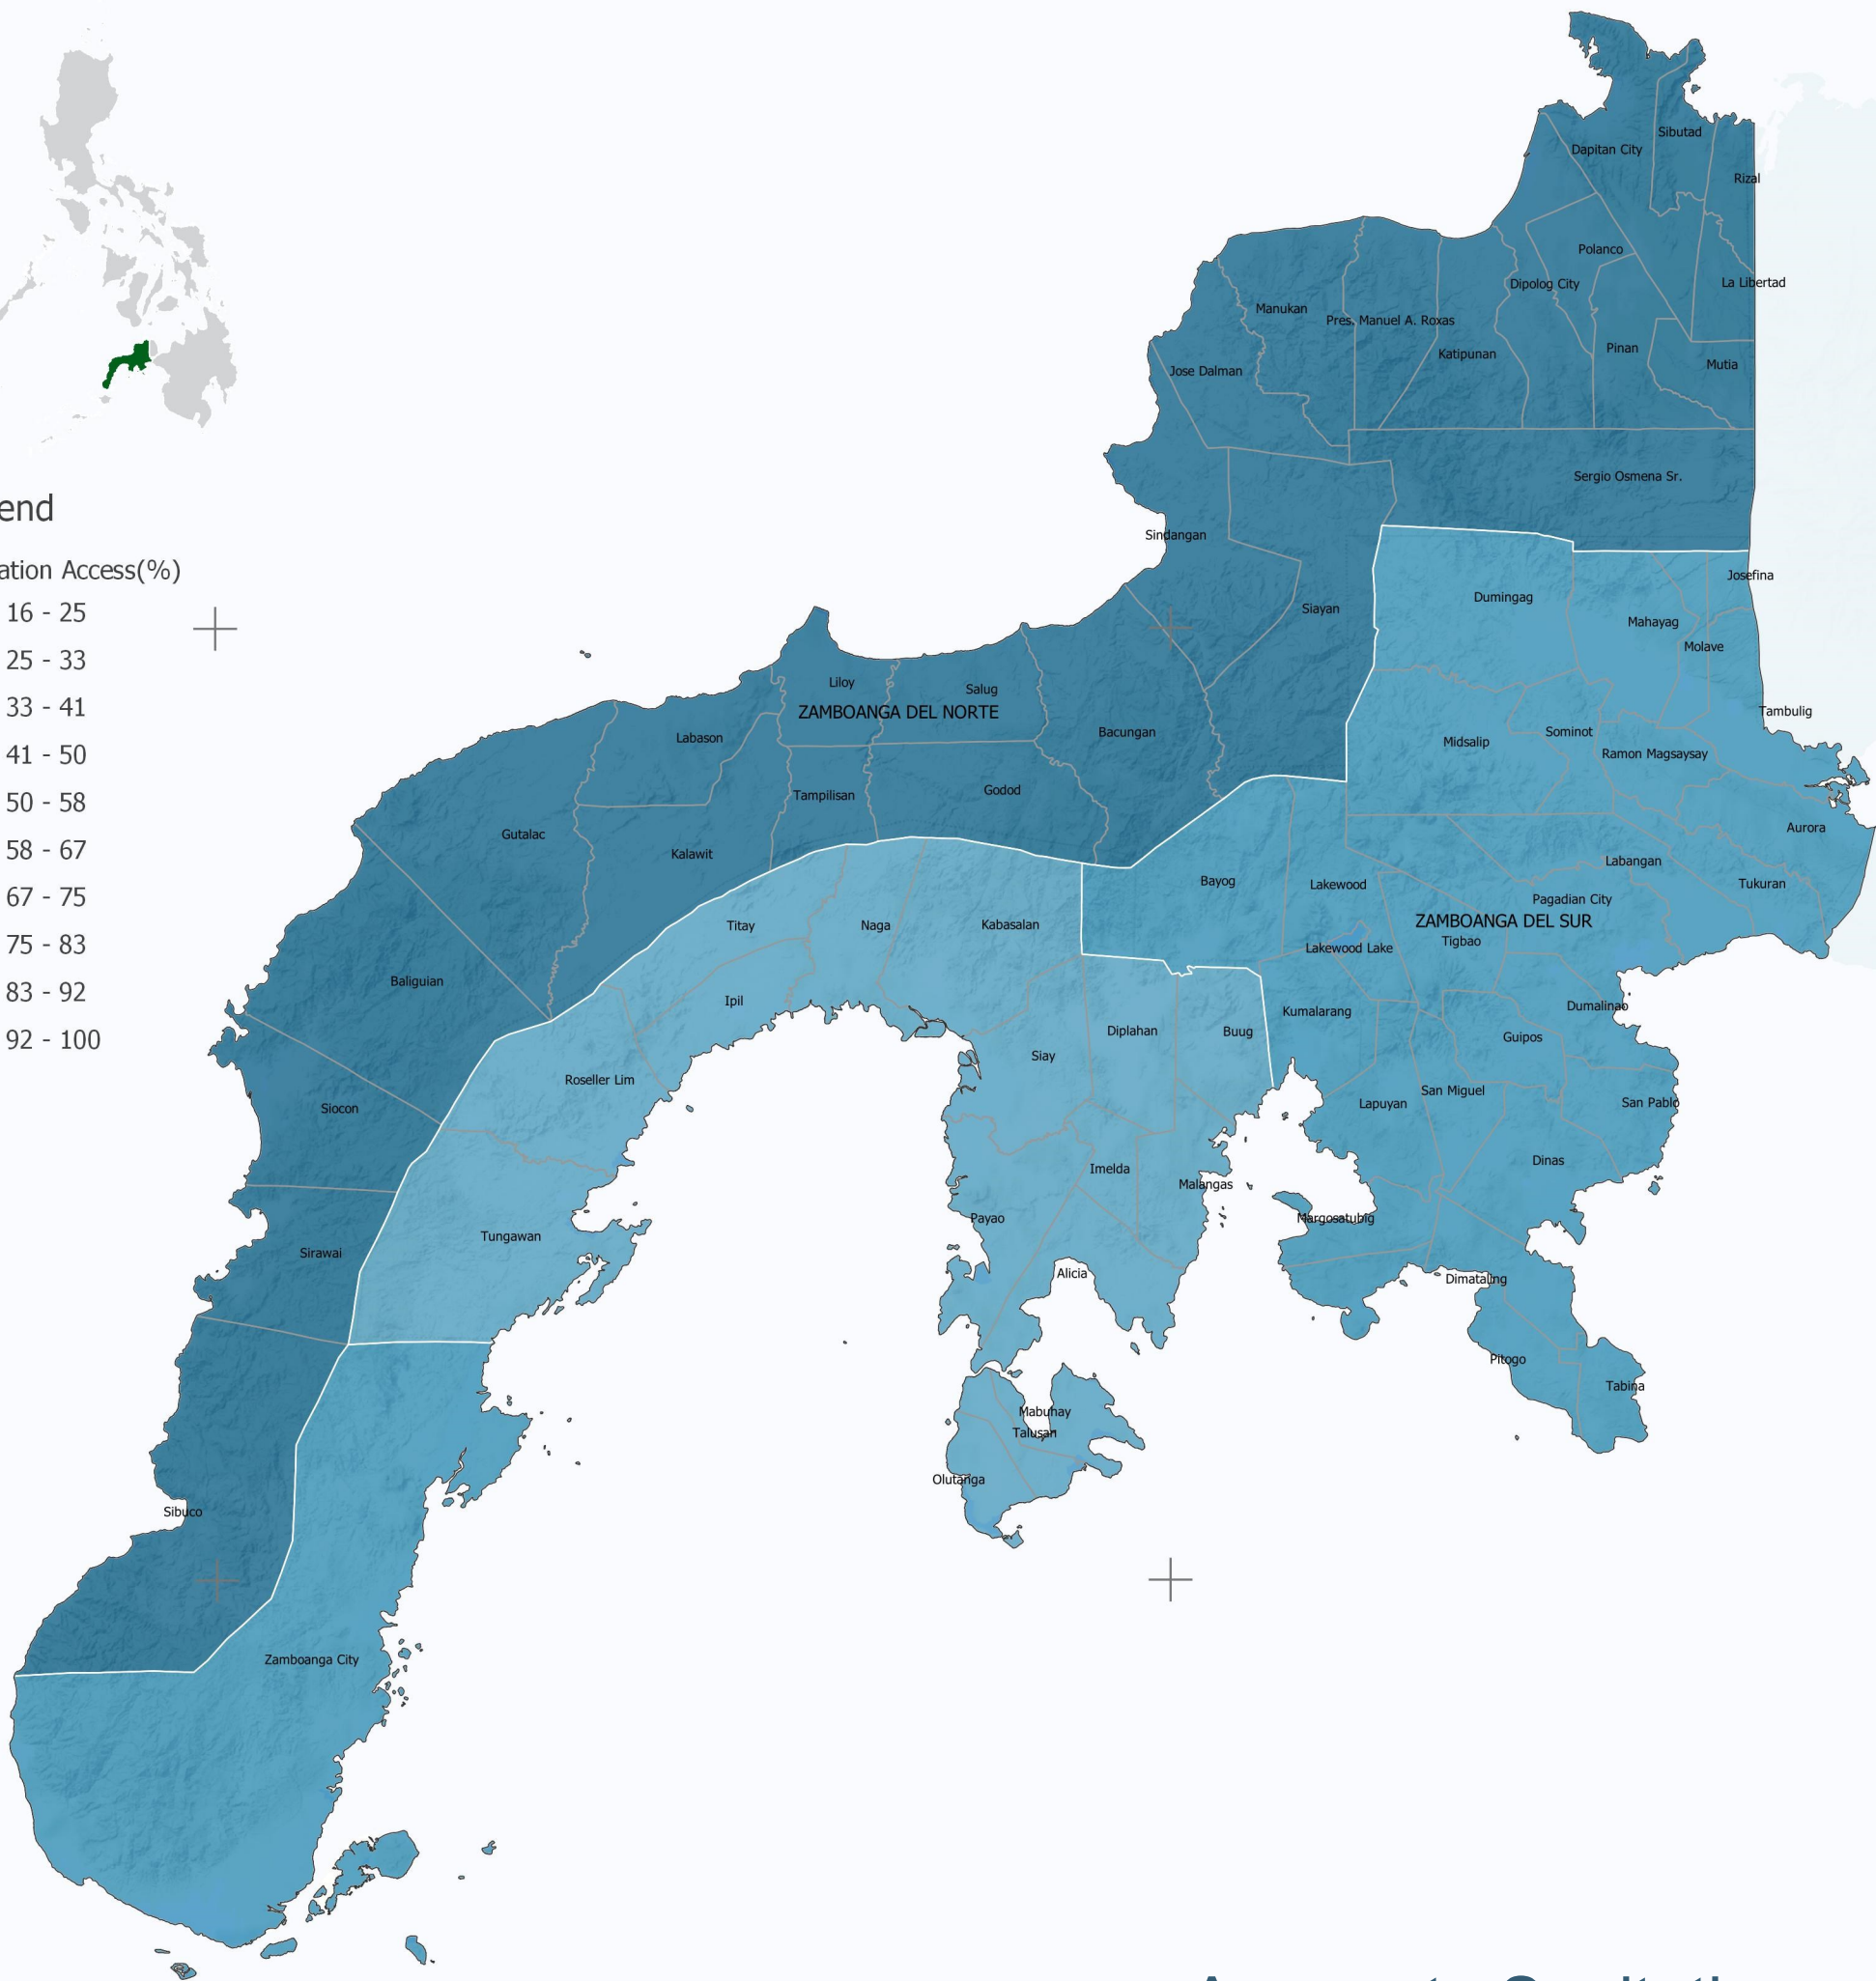 end
ation Access(%)
16 - 25
25 - 33
33 - 41
41 - 50
50 - 58
58 - 67
67 - 75
75 - 83
83 - 92
92 - 100
Sibutad
Dapitan City
Rizal
Polanco
La Libertad
Dipolog City
Manukan
Pres. Manuel A. Roxas
Pinan
Katipunan
Mutia
Jose Dalman
Sergio Osmena Sr.
Sindangan
Josefina
Dumingag
Siayan
Mahayag
Molave
Liloy
Salug
Tambulig
ZAMBOANGA DEL NORTE
Bacungan
Sominot
Labason
Midsalip
Ramon Magsaysay
Godod
Tampilisan
Aurora
Gutalac
Kalawit
Labangan
Bayog
Lakewood
Tukuran
Pagadian City
ZAMBOANGA DEL SUR
Titay
Naga
Kabasalan
Tigbao
Lakewood Lake
Baliguian
Ipil
Dumalinao
Kumalarang
Diplahan
Buug
Guipos
Siay
Roseller Lim
San Miguel
San Pablo
Lapuyan
Siocon
Dinas
Imelda
Malangas
Payao
Margosatubig
Tungawan
Sirawai
Alicia
Dimataling
Pitogo
Tabina
Mabuhay
Talusan
Olutanga
Sibuco
Zamboanga City